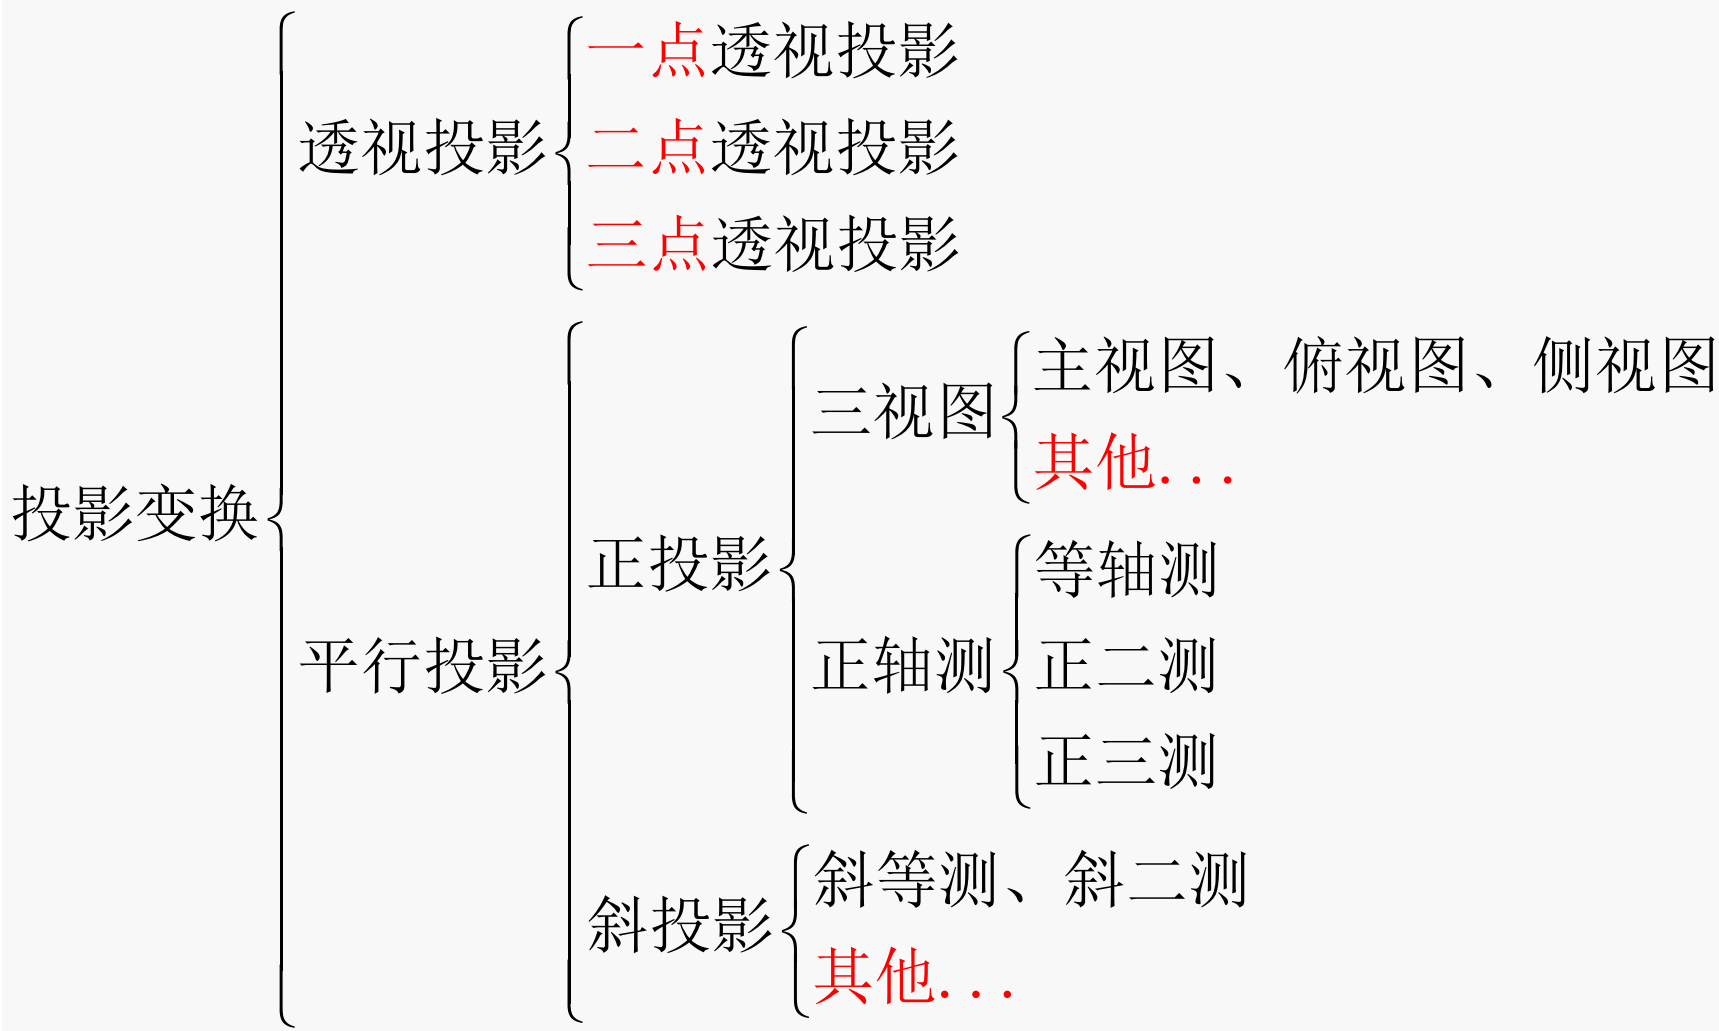 投影变换
透视投影
一点透视投影
二点透视投影
三点透视投影
平行投影
正投影
三视图
主视图、俯视图、侧视图
其他...
正轴测
等轴测
正二测
正三测
斜投影
斜等测、斜二测
其他...